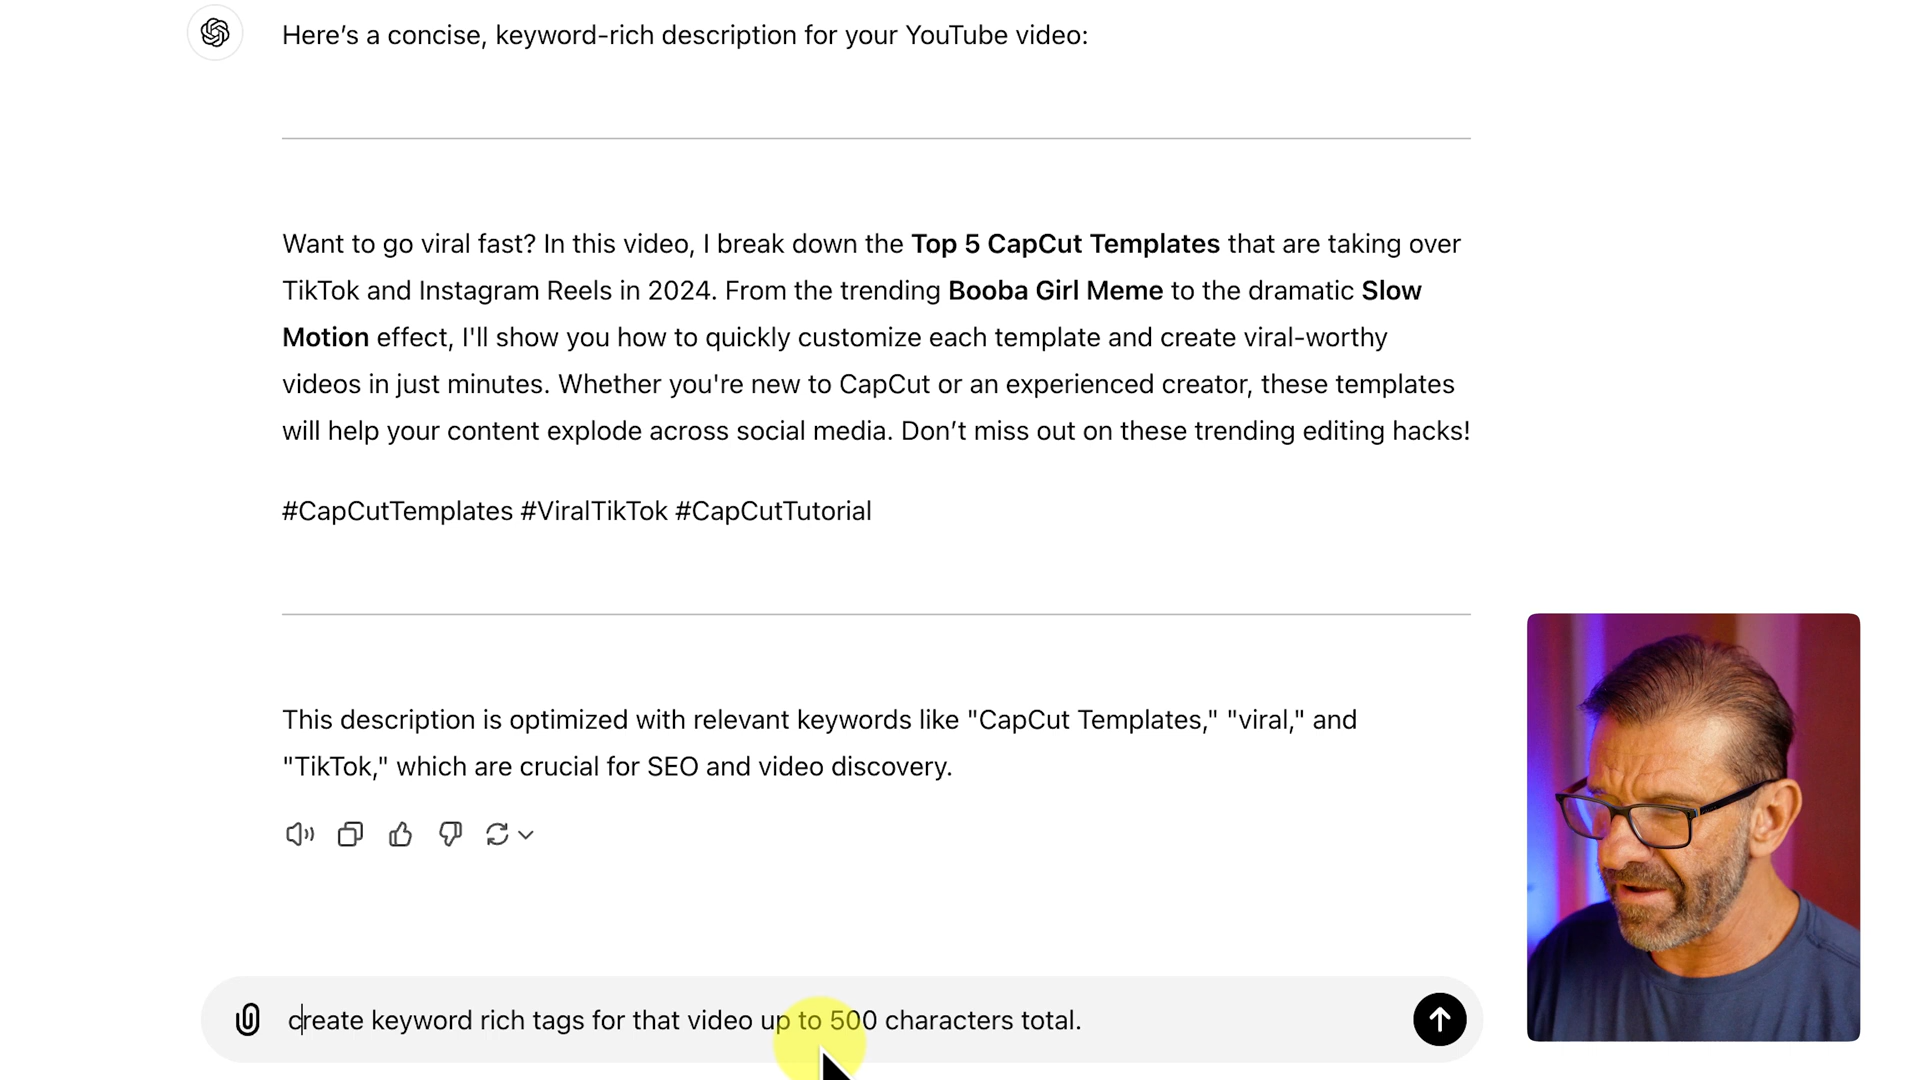 Here’s a concise, keyword-rich description for your YouTube video:
Want to go viral fast? In this video, I break down the Top 5 CapCut Templates that are taking over
TikTok and Instagram Reels in 2024. From the trending Booba Girl Meme to the dramatic Slow
Motion effect, I'll show you how to quickly customize each template and create viral-worthy
videos in just minutes. Whether you're new to CapCut or an experienced creator, these templates
will help your content explode across social media. Don’t miss out on these trending editing hacks!
#CapCutTemplates #ViralTikTok #CapCutTutorial
This description is optimized with relevant keywords like "CapCut Templates," "viral," and
"TikTok," which are crucial for SEO and video discovery.
create keyword rich tags for that video up to 500 characters total.